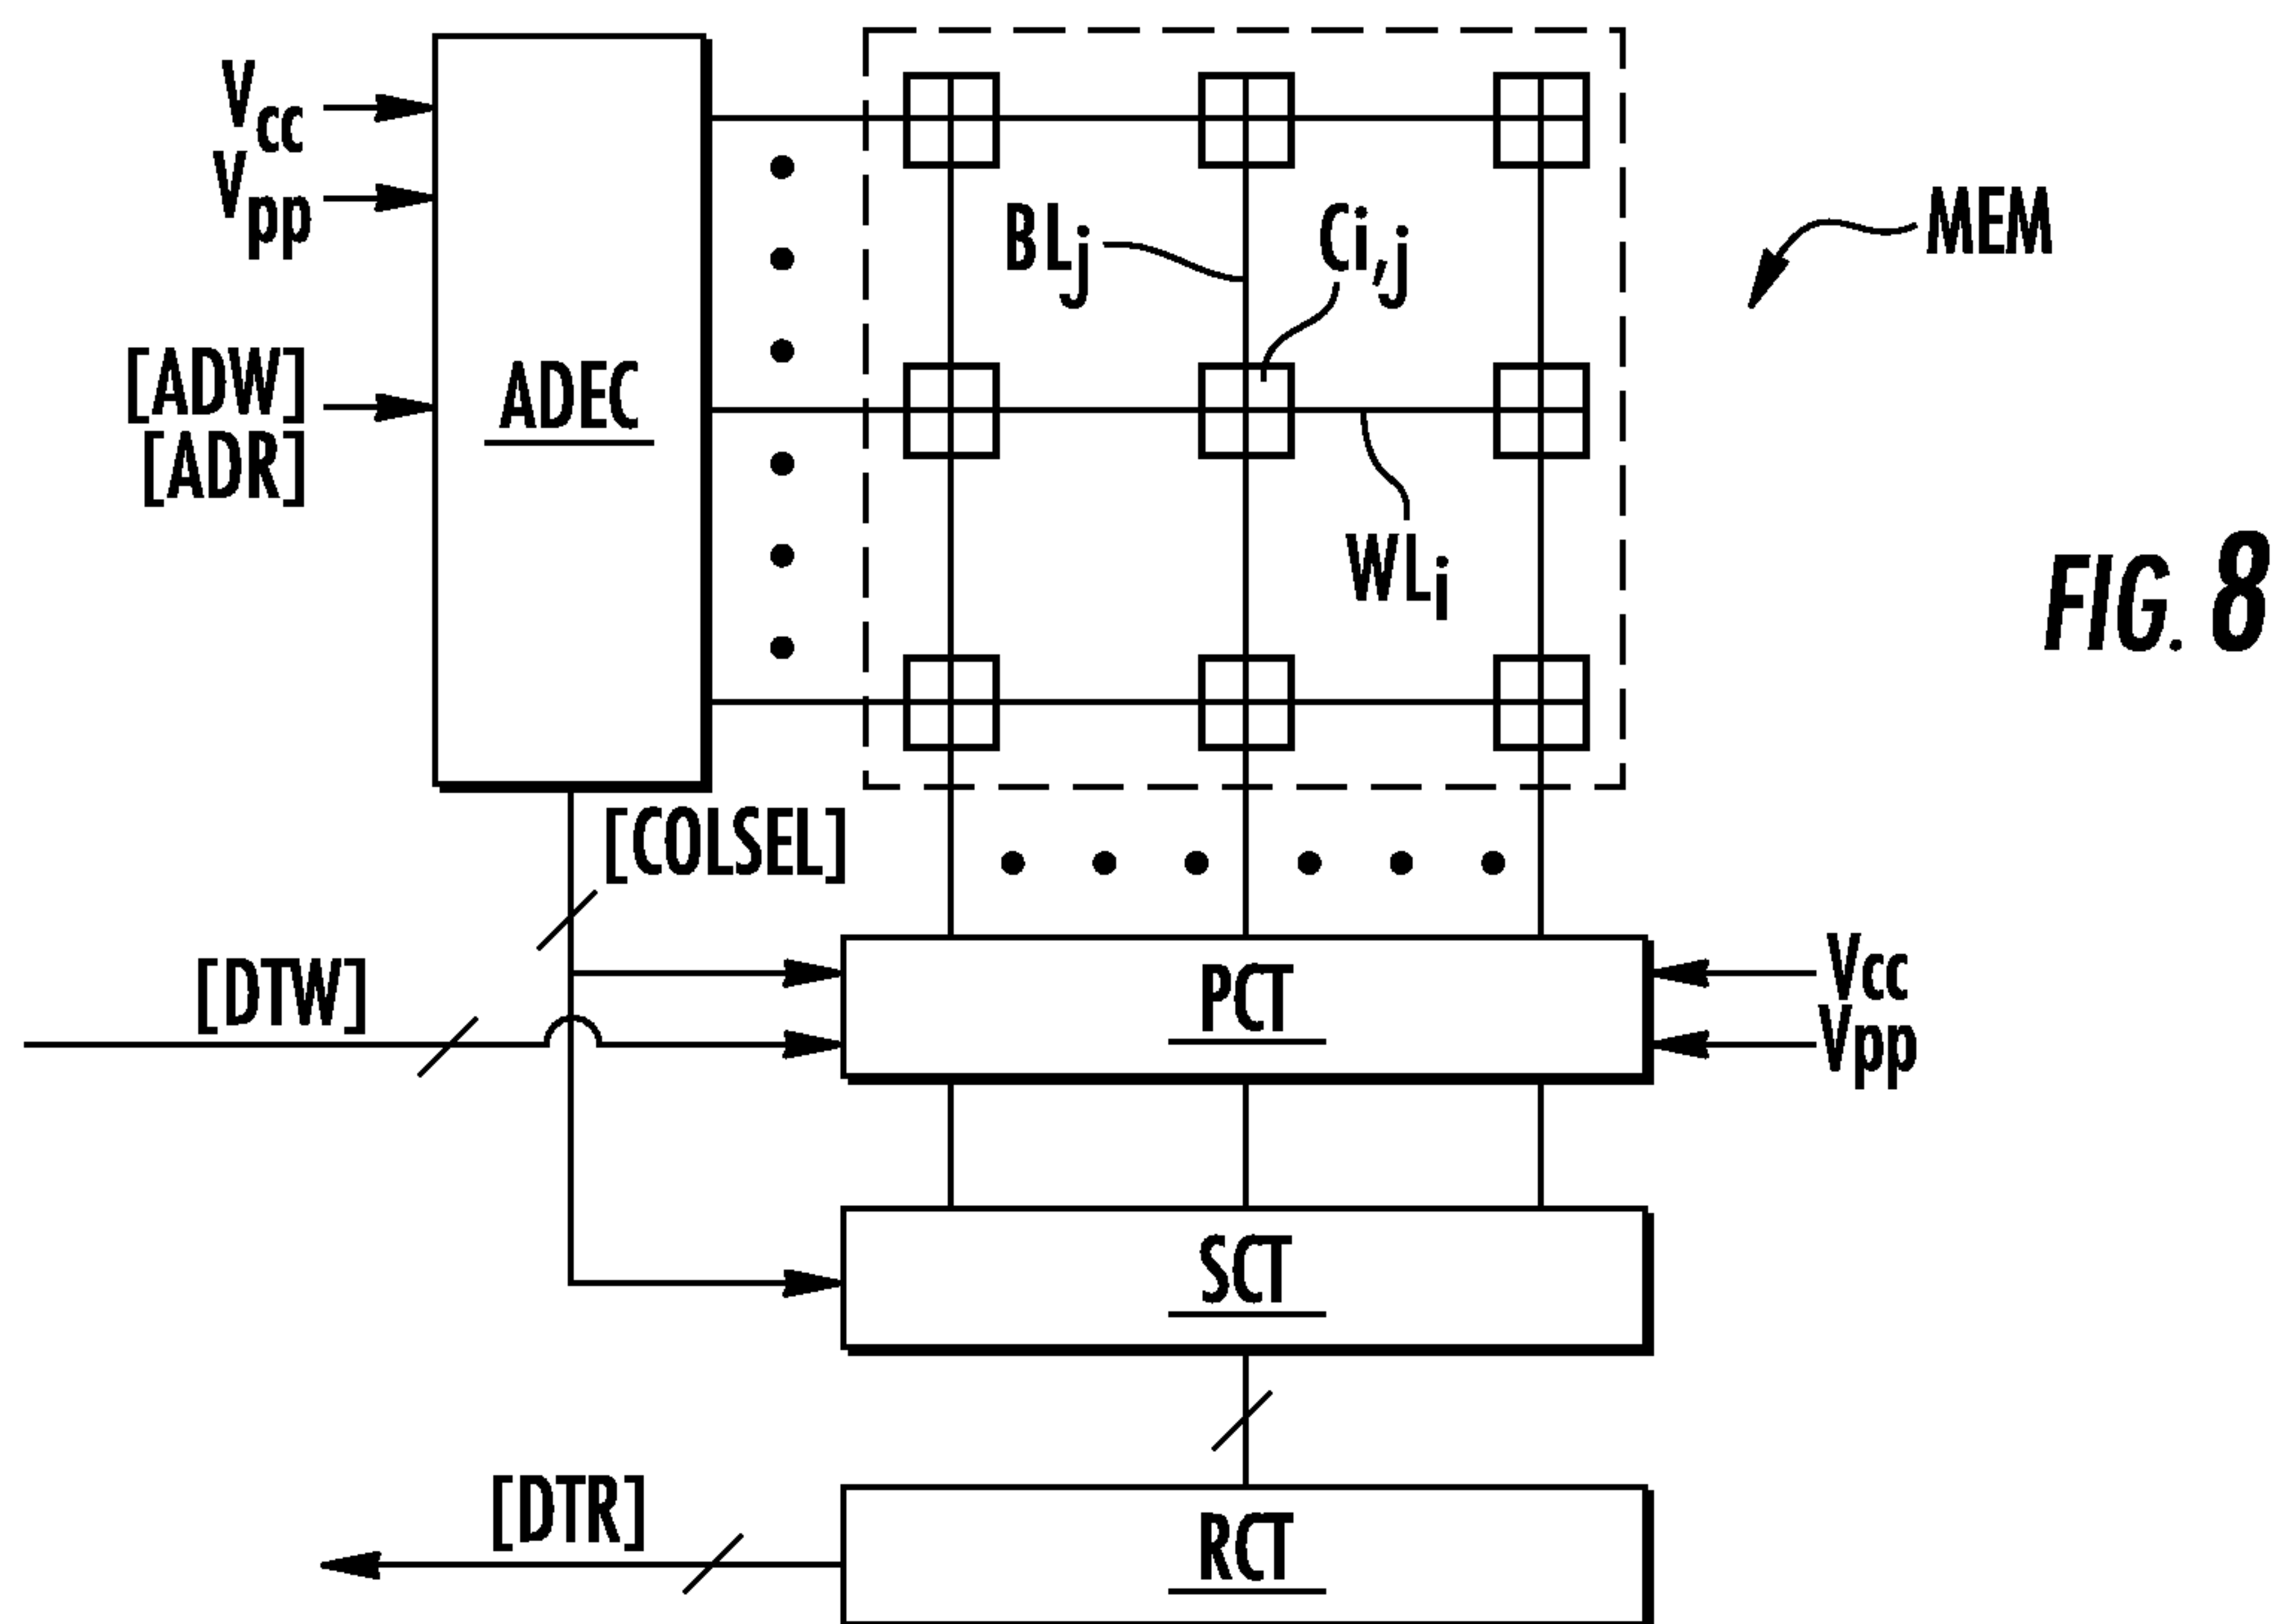 Vcc
Vpp
[ADW]
[ADR]
ADEC
BLj
Ci,j
WLi
MEM
FIG. 8
[COLSEL]
[DTW]
PCT
Vcc
Vpp
SCT
[DTR]
RCT